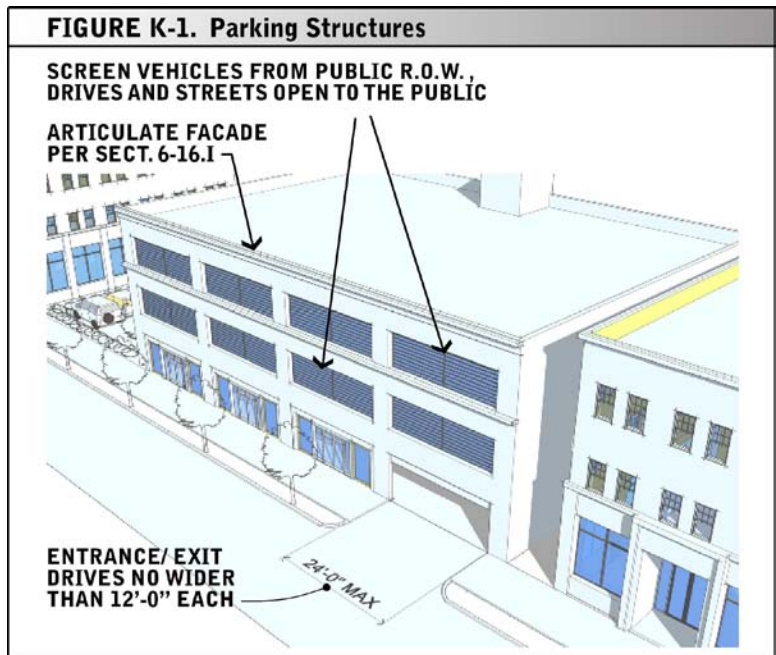 FIGURE K-1. Parking Structures
SCREEN VEHICLES FROM PUBLIC R.O.W.,
DRIVES AND STREETS OPEN TO THE PUBLIC
ARTICULATE FACADE
PER SECT. 6-16.I
ENTRANCE/ EXIT
DRIVES NO WIDER
THAN 12'-0" EACH
24'-0" MAX